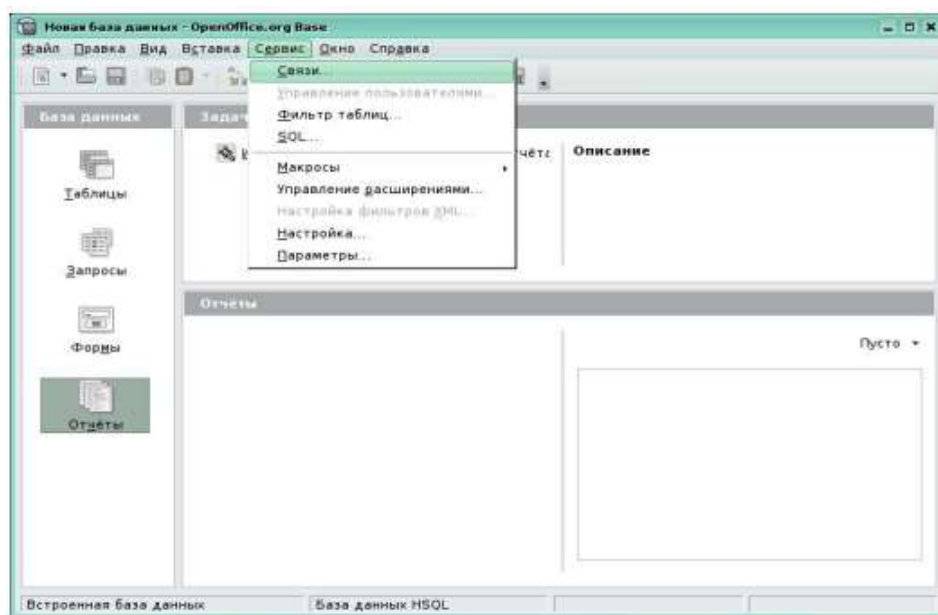 Новая база данных - OpenOffice.org Base
Файл Правка Вид Вставка Сервис Окно Справка
Связи...
Управление пользователями...
Фильтр таблиц...
SQL...
Макросы
Управление расширениями...
Настройка фильтров XML...
Настройка...
Параметры...
База данных
Таблицы
Запросы
Формы
Отчёты
Описание
Отчёты
Пусто
Встроенная база данных
База данных HSQL